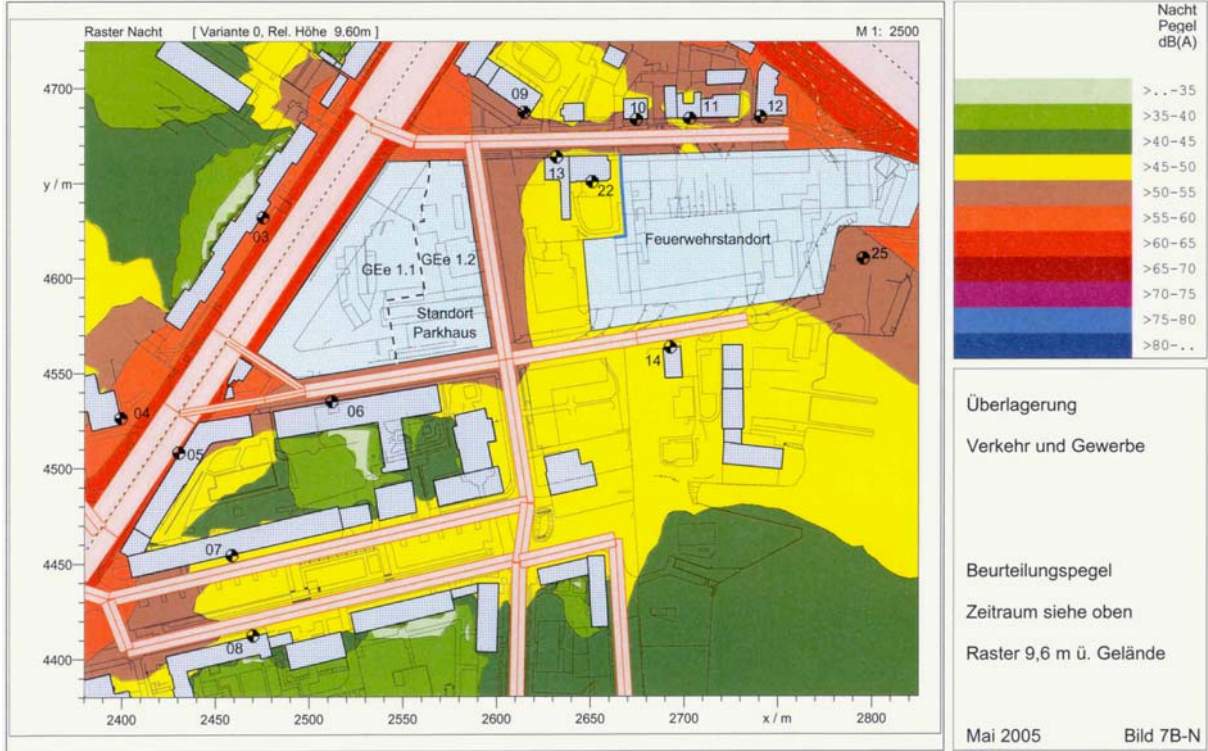 Raster Nacht [ Variante 0, Rel. Höhe 9.60m ] M 1: 2500
4700
y / m
4600
4550
4500
4450
4400
2400 2450 2500 2550 2600 2650 2700 x / m 2800
09
10
11
12
13
22
03
Feuerwehrstandort
25
GEe 1.1
GEe 1.2
Standort
Parkhaus
14
04
06
05
07
08
Nacht
Pegel
dB(A)
>..-35
>35-40
>40-45
>45-50
>50-55
>55-60
>60-65
>65-70
>70-75
>75-80
>80-..
Überlagerung
Verkehr und Gewerbe
Beurteilungspegel
Zeitraum siehe oben
Raster 9,6 m ü. Gelände
Mai 2005 Bild 7B-N